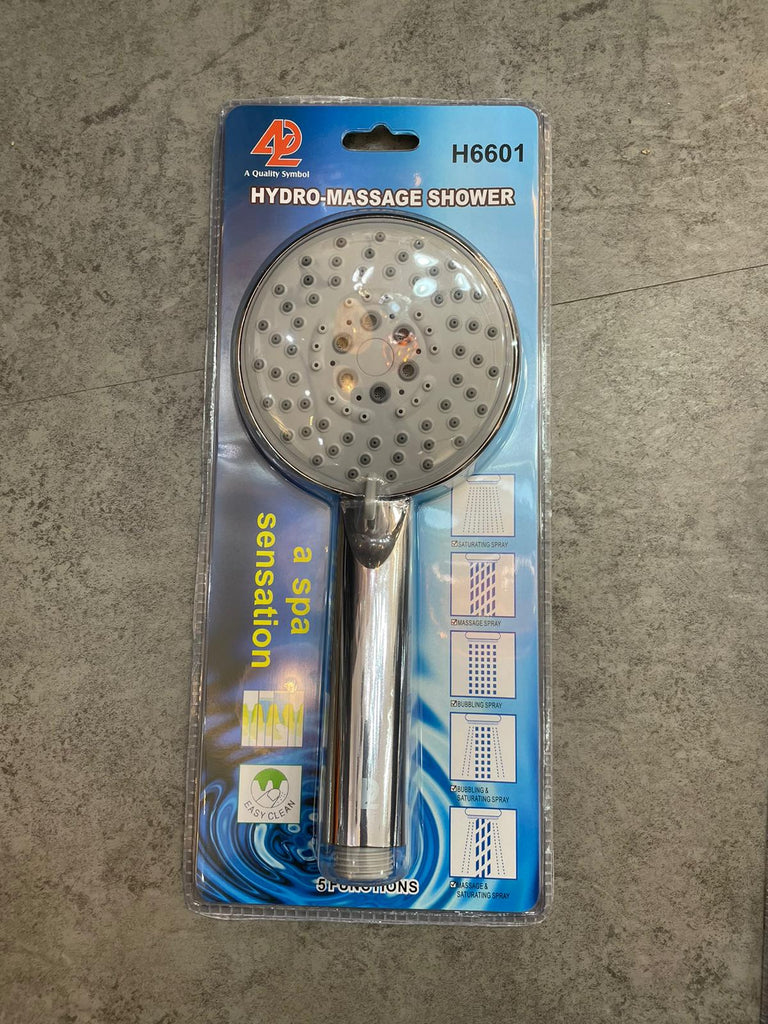 A2
A Quality Symbol
H6601
HYDRO-MASSAGE SHOWER
a spa
sensation
SATURATING SPRAY
MASSAGE SPRAY
BUBBLING SPRAY
BUBBLING &
SATURATING SPRAY
MASSAGE &
SATURATING SPRAY
EASY CLEAN
5 FUNCTIONS